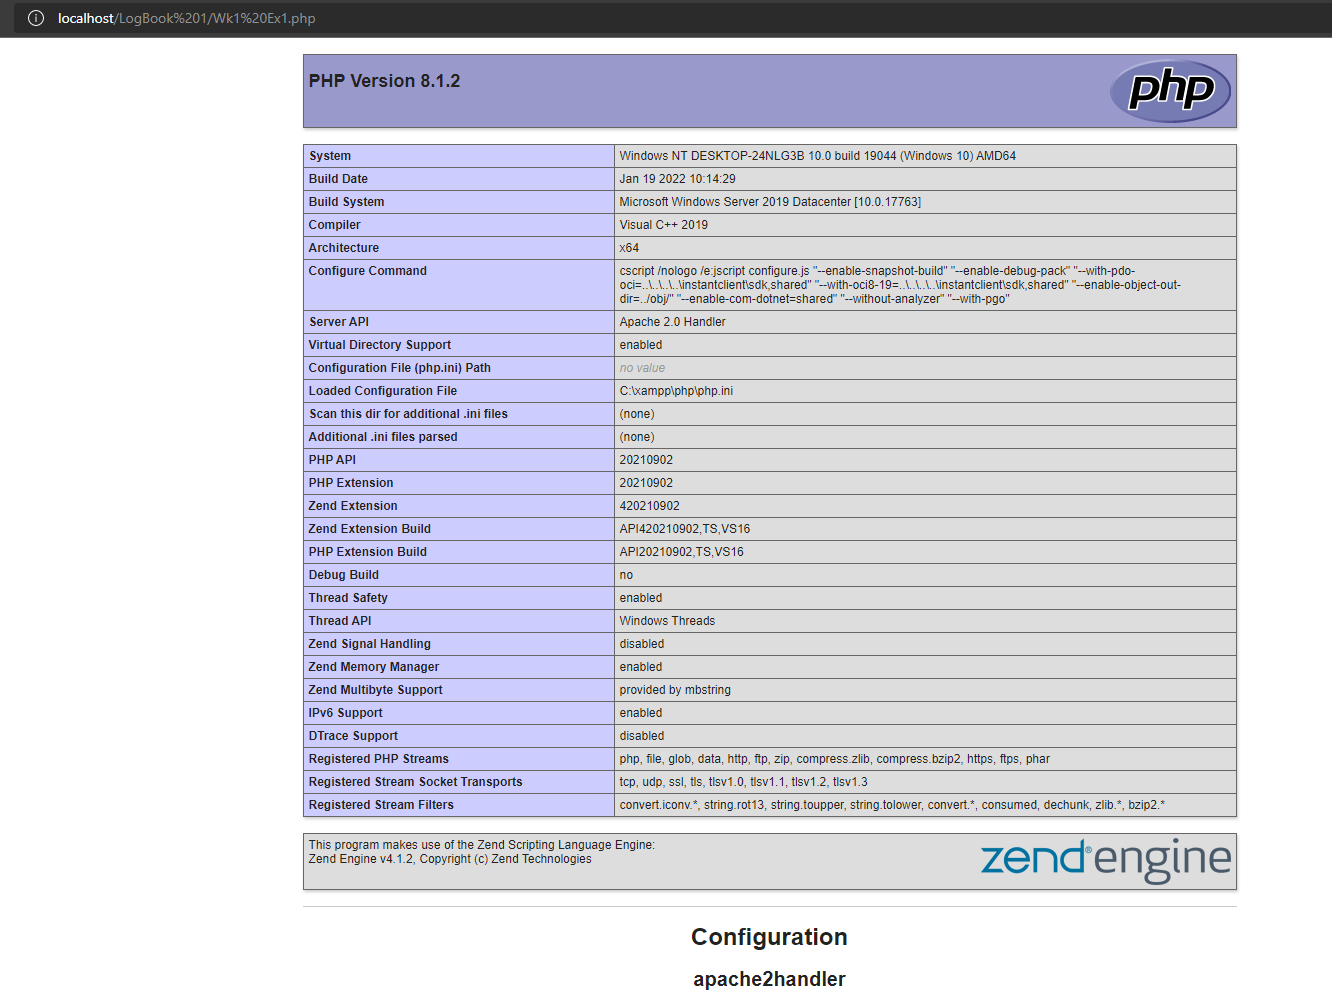 localhost/LogBook%201/Wk1%20Ex1.php
PHP Version 8.1.2
php
System Windows NT DESKTOP-24NLG3B 10.0 build 19044 (Windows 10) AMD64
Build Date Jan 19 2022 10:14:29
Build System Microsoft Windows Server 2019 Datacenter [10.0.17763]
Compiler Visual C++ 2019
Architecture x64
Configure Command cscript /nologo /e:jscript configure.js "--enable-snapshot-build" "--enable-debug-pack" "--with-pdo-
oci=..\..\..\..\instantclient\sdk,shared" "--with-oci8-19=..\..\..\..\instantclient\sdk,shared" "--enable-object-out-
dir=../obj/" "--enable-com-dotnet=shared" "--without-analyzer" "--with-pgo"
Server API Apache 2.0 Handler
Virtual Directory Support enabled
Configuration File (php.ini) Path no value
Loaded Configuration File C:\xampp\php\php.ini
Scan this dir for additional .ini files (none)
Additional .ini files parsed (none)
PHP API 20210902
PHP Extension 20210902
Zend Extension 420210902
Zend Extension Build API420210902,TS,VS16
PHP Extension Build API20210902,TS,VS16
Debug Build no
Thread Safety enabled
Thread API Windows Threads
Zend Signal Handling disabled
Zend Memory Manager enabled
Zend Multibyte Support provided by mbstring
IPv6 Support enabled
DTrace Support disabled
Registered PHP Streams php, file, glob, data, http, ftp, zip, compress.zlib, compress.bzip2, https, ftps, phar
Registered Stream Socket Transports tcp, udp, ssl, tls, tlsv1.0, tlsv1.1, tlsv1.2, tlsv1.3
Registered Stream Filters convert.iconv.*, string.rot13, string.toupper, string.tolower, convert.*, consumed, dechunk, zlib.*, bzip2.*
This program makes use of the Zend Scripting Language Engine:
Zend Engine v4.1.2, Copyright (c) Zend Technologies
zend® engine
Configuration
apache2handler